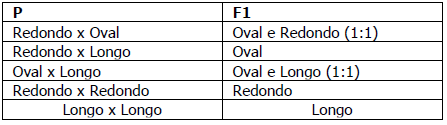 P F1
Redondo x Oval Oval e Redondo (1:1)
Redondo x Longo Oval
Oval x Longo Oval e Longo (1:1)
Redondo x Redondo Redondo
Longo x Longo Longo